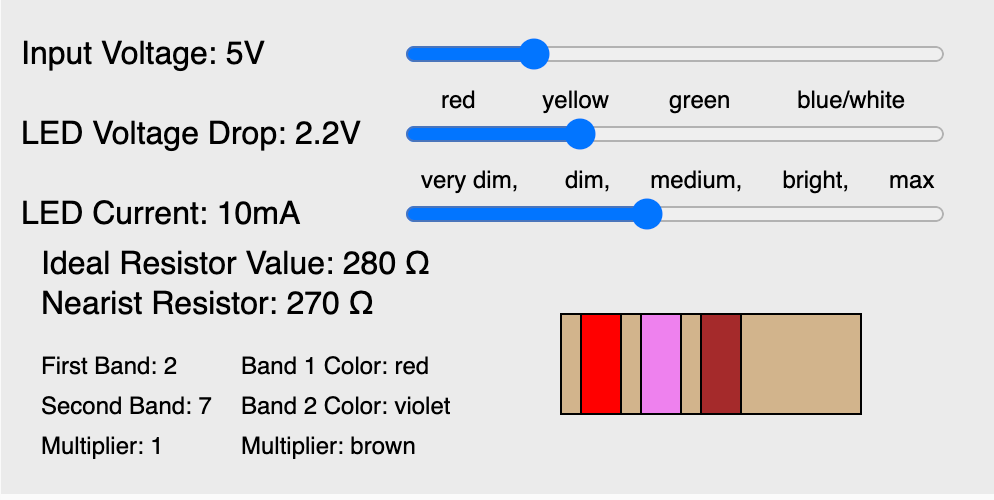 Input Voltage: 5V
red yellow green blue/white
LED Voltage Drop: 2.2V
very dim, dim, medium, bright, max
LED Current: 10mA
Ideal Resistor Value: 280 Ω
Nearist Resistor: 270 Ω
First Band: 2 Band 1 Color: red
Second Band: 7 Band 2 Color: violet
Multiplier: 1 Multiplier: brown